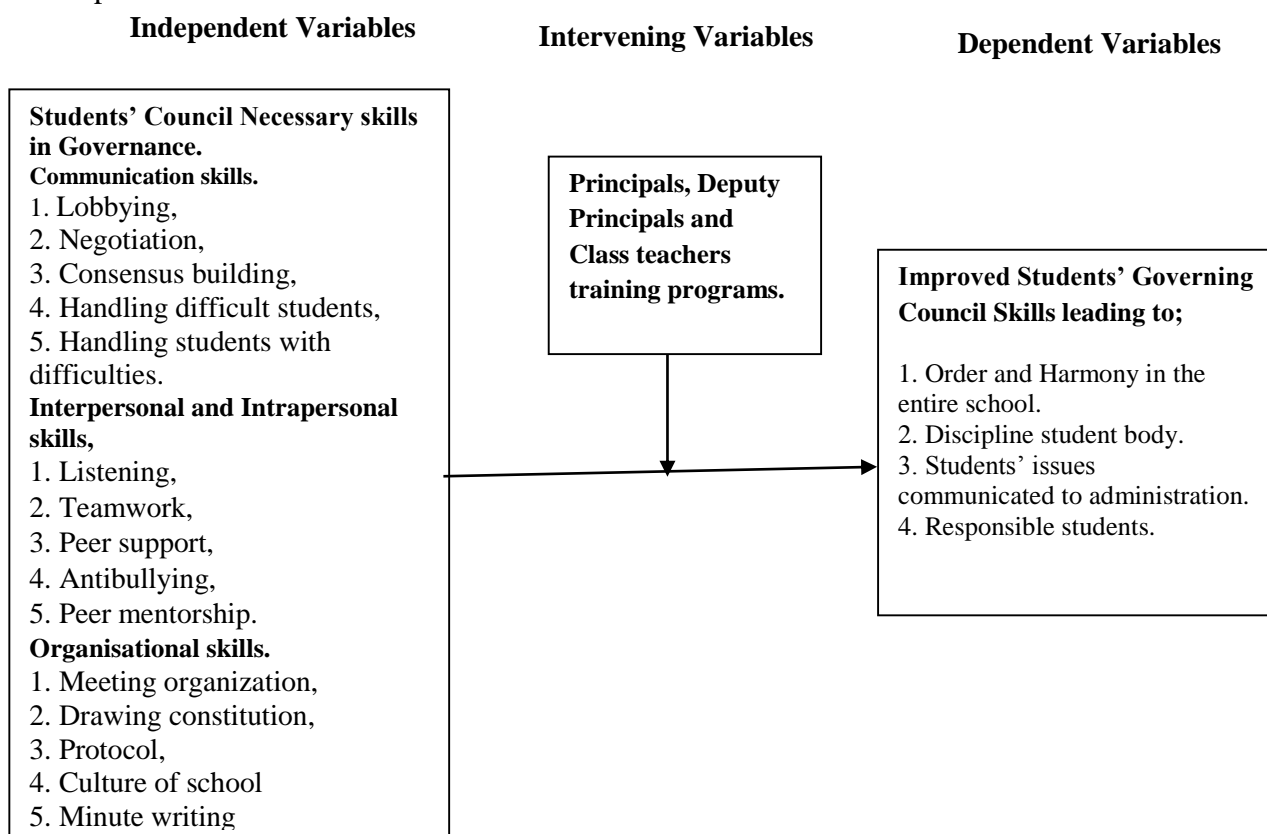 Independent Variables
Intervening Variables
Dependent Variables
Students’ Council Necessary skills
in Governance.
Communication skills.
1. Lobbying,
2. Negotiation,
3. Consensus building,
4. Handling difficult students,
5. Handling students with
difficulties.
Interpersonal and Intrapersonal
skills,
1. Listening,
2. Teamwork,
3. Peer support,
4. Antibullying,
5. Peer mentorship.
Organisational skills.
1. Meeting organization,
2. Drawing constitution,
3. Protocol,
4. Culture of school
5. Minute writing
Principals, Deputy
Principals and
Class teachers
training programs.
Improved Students’ Governing
Council Skills leading to;
1. Order and Harmony in the
entire school.
2. Discipline student body.
3. Students’ issues
communicated to administration.
4. Responsible students.